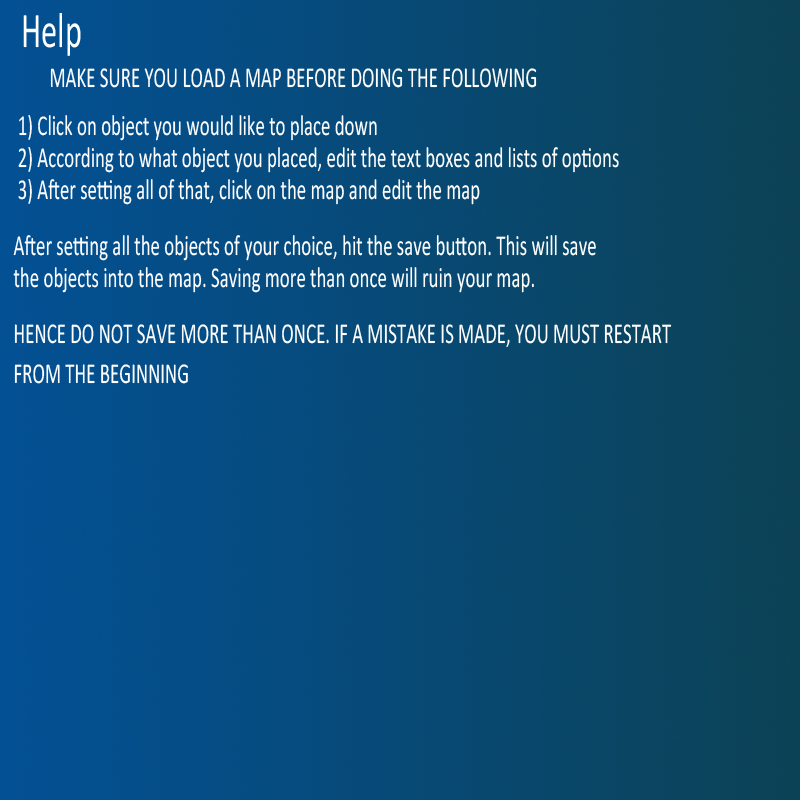 Help
MAKE SURE YOU LOAD A MAP BEFORE DOING THE FOLLOWING
1) Click on object you would like to place down
2) According to what object you placed, edit the text boxes and lists of options
3) After setting all of that, click on the map and edit the map
After setting all the objects of your choice, hit the save button. This will save
the objects into the map. Saving more than once will ruin your map.
HENCE DO NOT SAVE MORE THAN ONCE. IF A MISTAKE IS MADE, YOU MUST RESTART
FROM THE BEGINNING